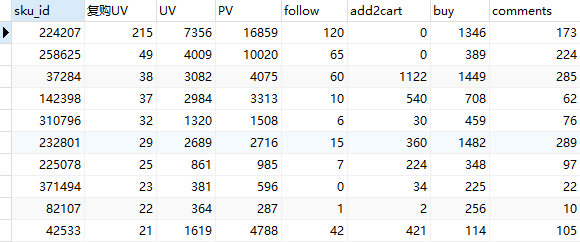 sku_id 复购UV UV PV follow add2cart buy comments
224207 215 7356 16859 120 0 1346 173
258625 49 4009 10020 65 0 389 224
37284 38 3082 4075 60 1122 1449 285
142398 37 2984 3313 10 540 708 62
310796 32 1320 1508 6 30 459 76
232801 29 2689 2716 15 360 1482 289
225078 25 861 985 7 224 348 97
371494 23 381 596 0 34 225 22
82107 22 364 287 1 2 256 10
42533 21 1619 4788 42 421 114 105